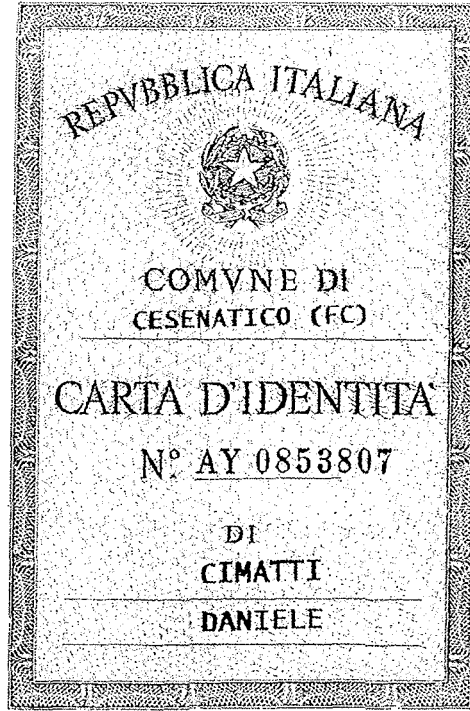 REPVBBLICA ITALIANA
COMVNE DI
CESENATICO (FC)
CARTA D'IDENTITA'
N° AY 0853807
DI
CIMATTI
DANIELE